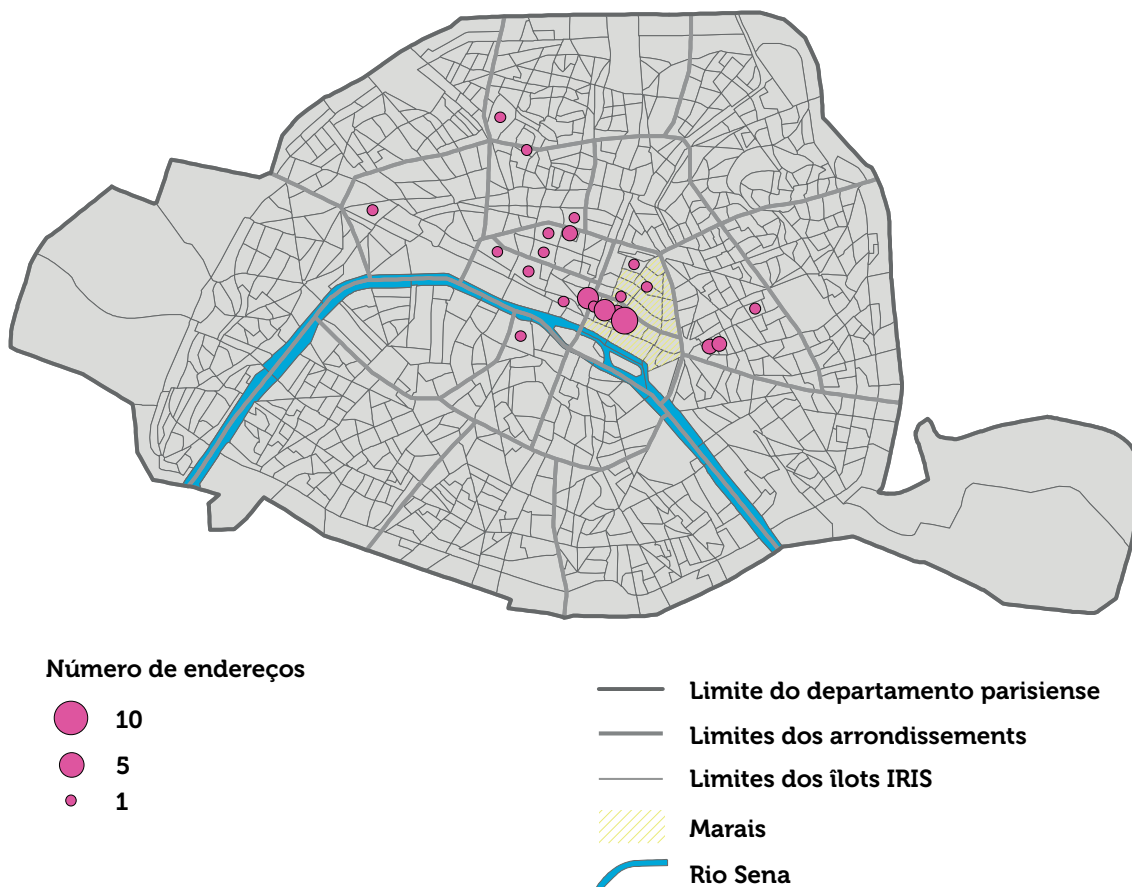 Número de endereços
10
5
1
Limite do departamento parisiense
Limites dos arrondissements
Limites dos îlots IRIS
Marais
Rio Sena